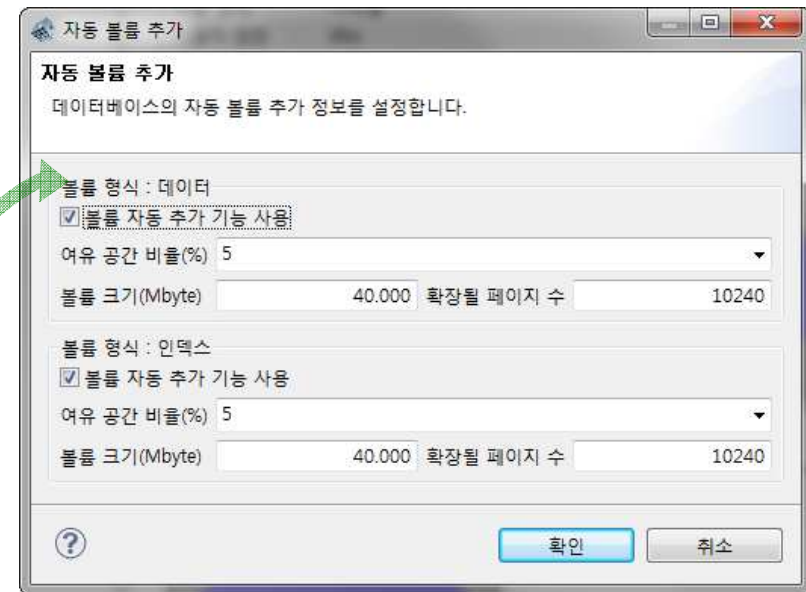 자동 볼륨 추가
자동 볼륨 추가
데이터베이스의 자동 볼륨 추가 정보를 설정합니다.
볼륨 형식 : 데이터
볼륨 자동 추가 기능 사용
여유 공간 비율(%) 5
볼륨 크기(Mbyte) 40.000 확장될 페이지 수 10240
볼륨 형식 : 인덱스
볼륨 자동 추가 기능 사용
여유 공간 비율(%) 5
볼륨 크기(Mbyte) 40.000 확장될 페이지 수 10240
? 확인 취소